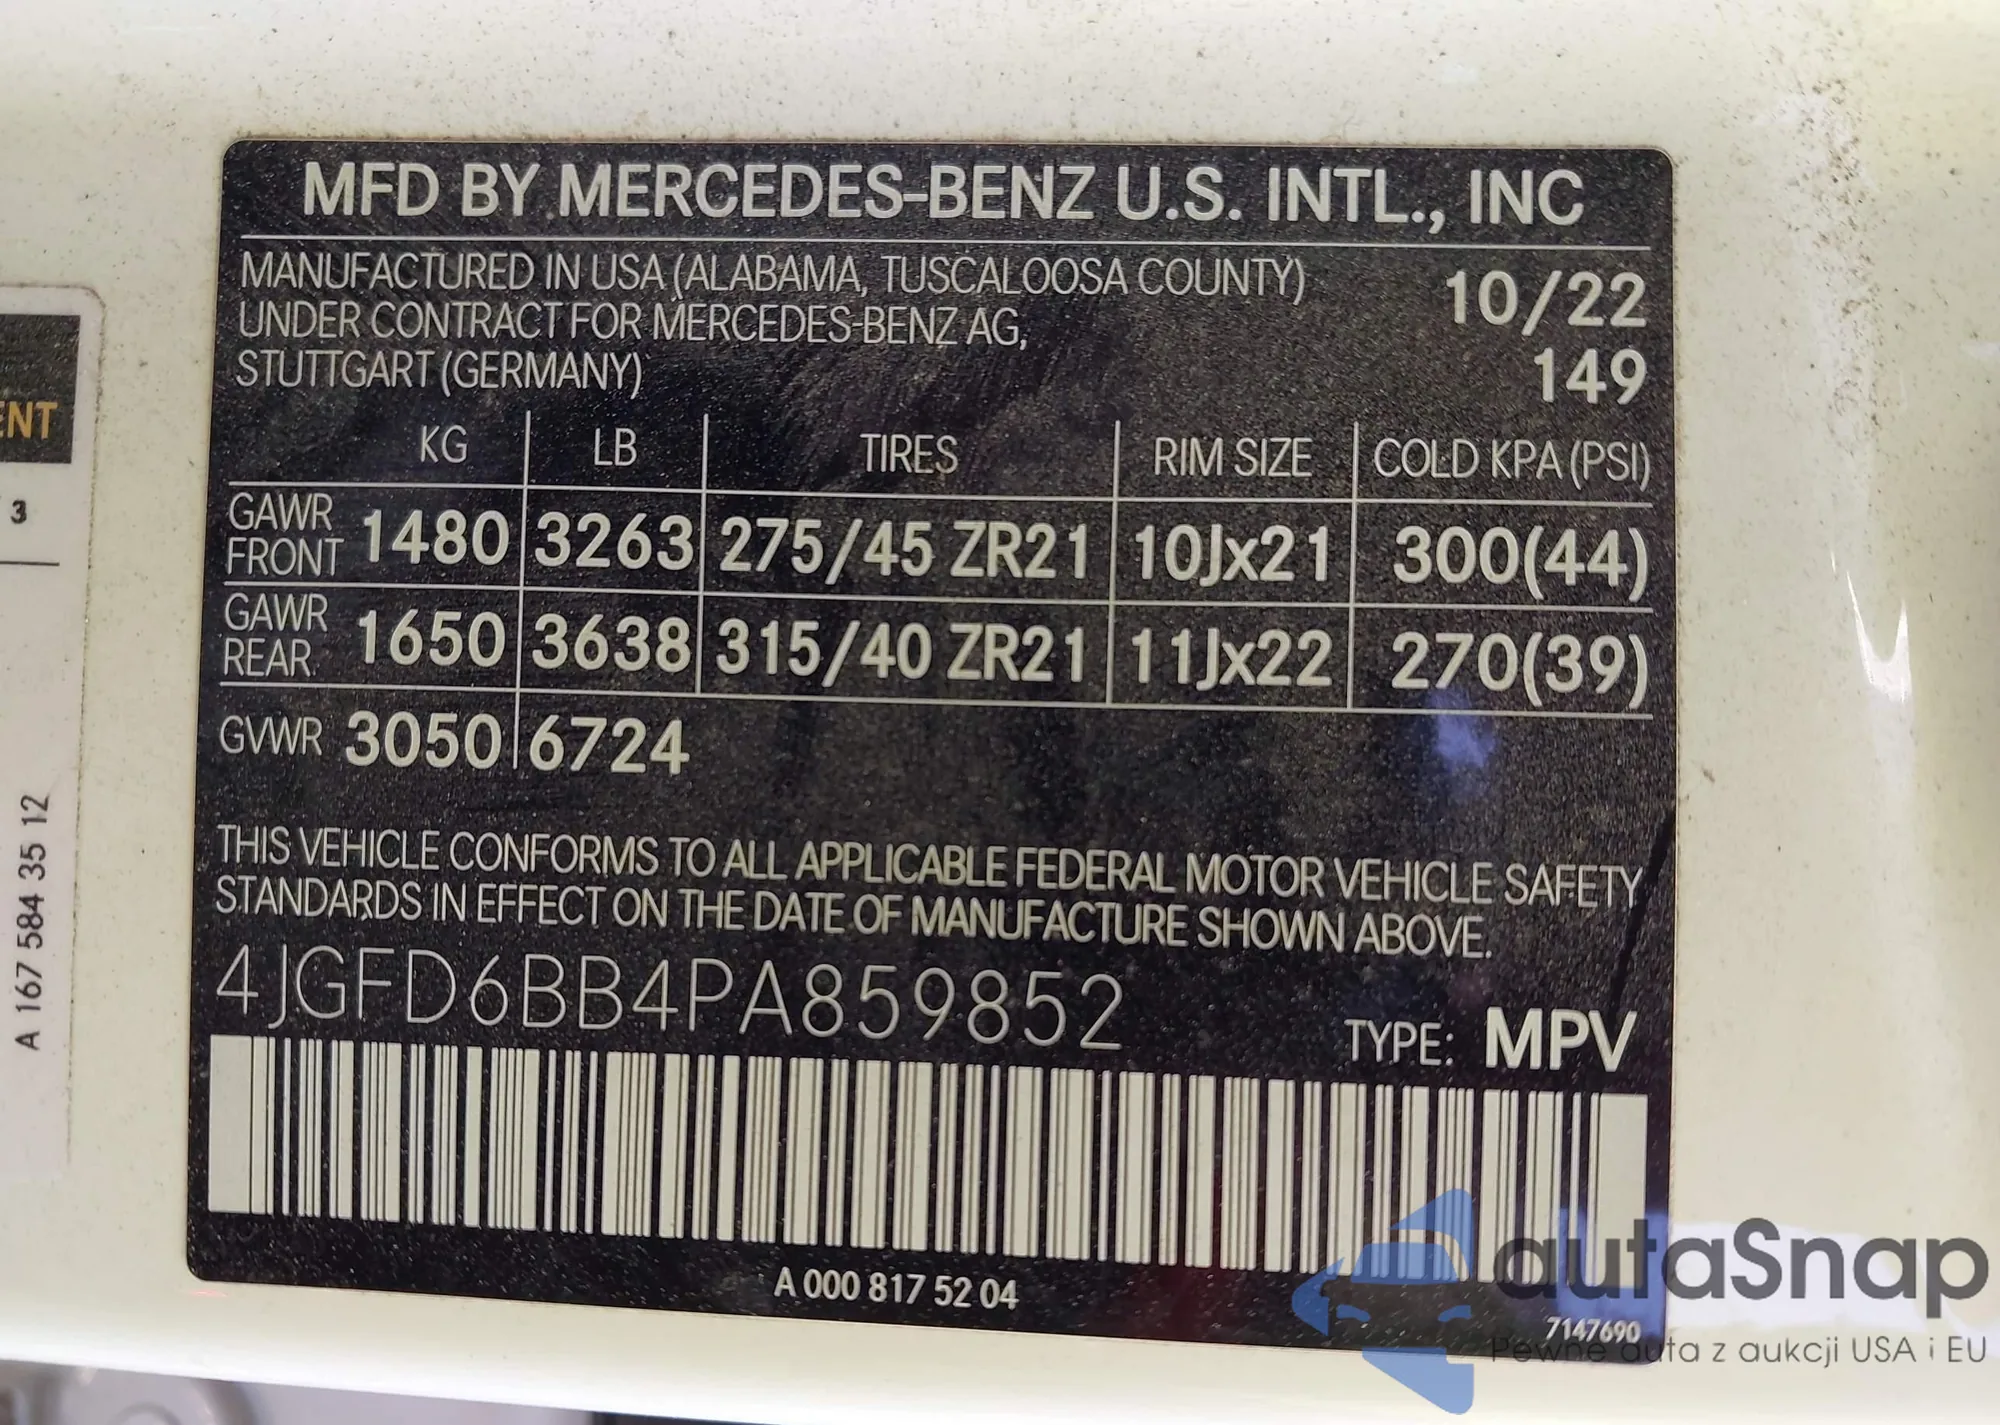 MFD BY MERCEDES-BENZ U.S. INTL., INC
MANUFACTURED IN USA (ALABAMA, TUSCALOOSA COUNTY)
UNDER CONTRACT FOR MERCEDES-BENZ AG,
STUTTGART (GERMANY)
10/22
149
KG LB TIRES RIM SIZE COLD KPA (PSI)
GAWR FRONT 1480 3263 275/45 ZR21 10Jx21 300(44)
GAWR REAR 1650 3638 315/40 ZR21 11Jx22 270(39)
GVWR 3050 6724
THIS VEHICLE CONFORMS TO ALL APPLICABLE FEDERAL MOTOR VEHICLE SAFETY
STANDARDS IN EFFECT ON THE DATE OF MANUFACTURE SHOWN ABOVE.
4JGFD6BB4PA859852
TYPE: MPV
A 000 817 52 04
7147690
ENT
3
A 167 584 35 12
autaSnap
Pewne auta z aukcji USA i EU